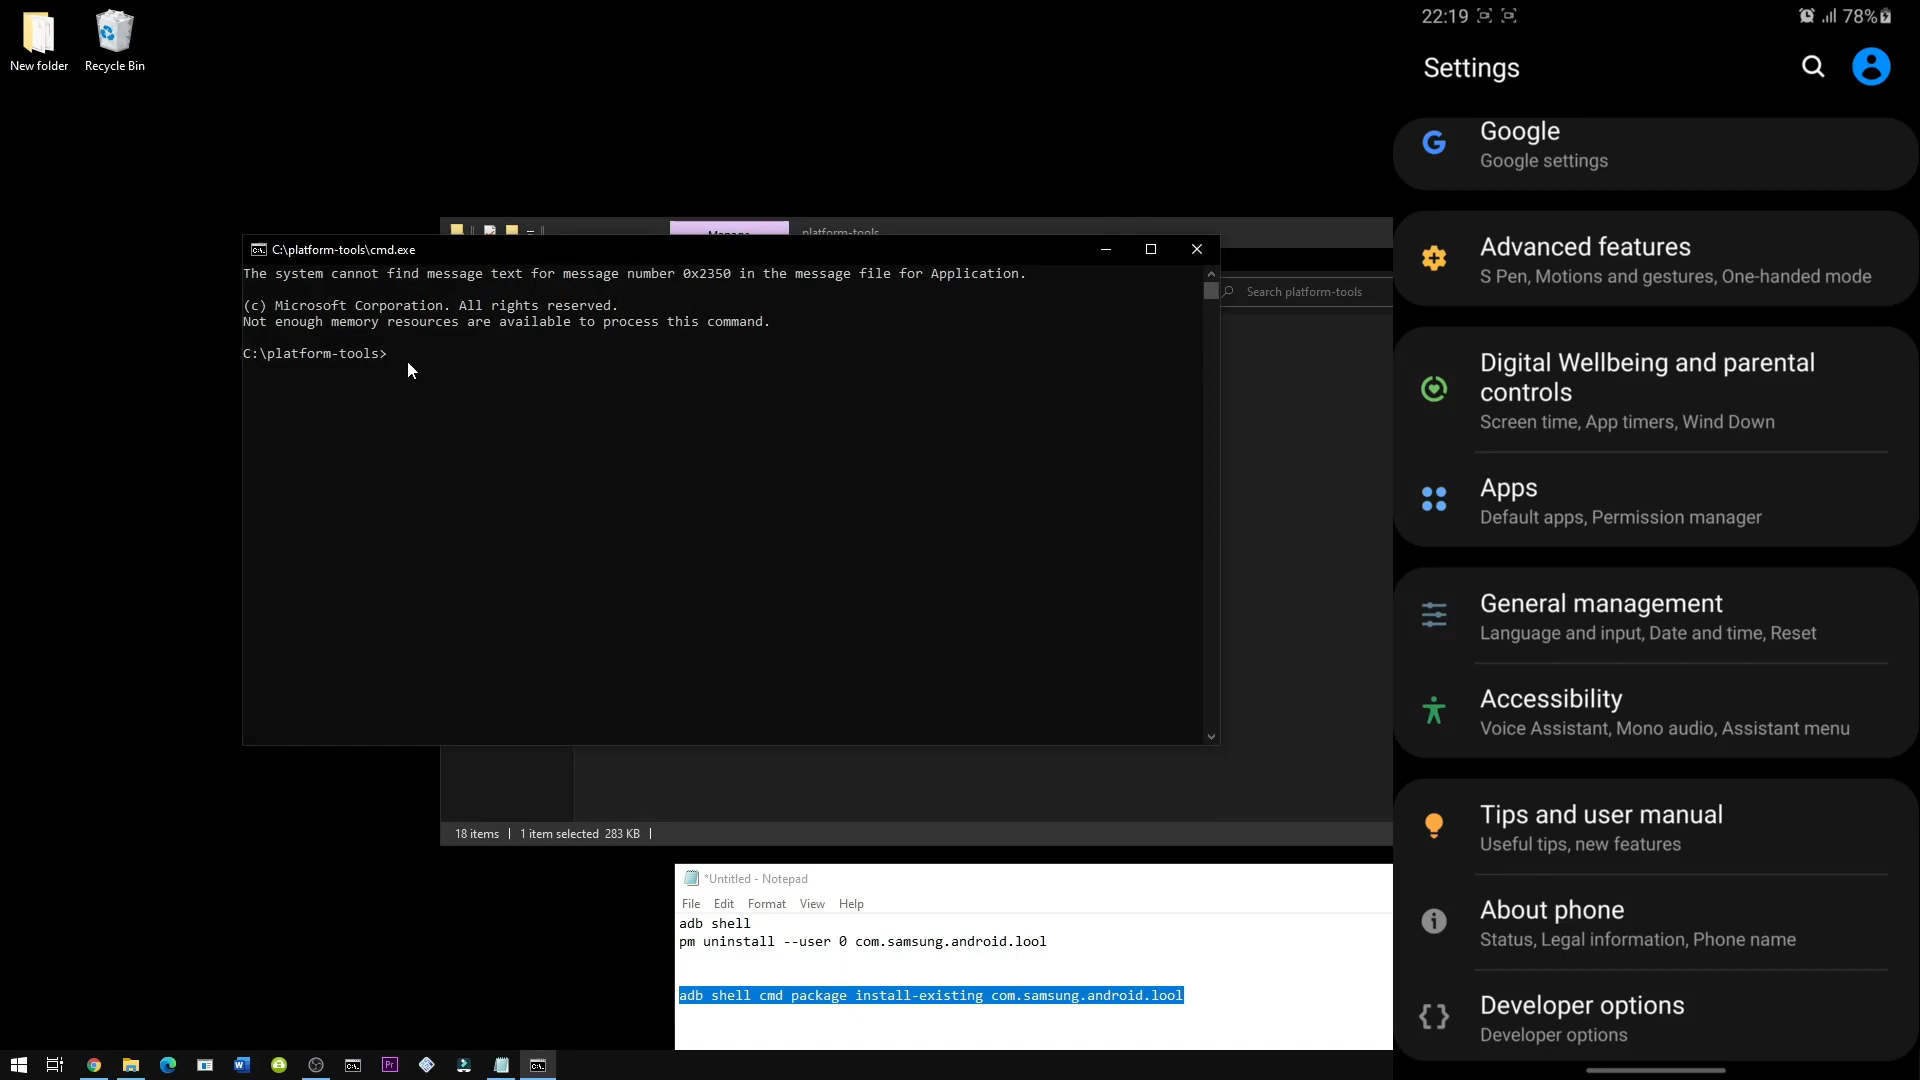 New folder
Recycle Bin
Manage
platform-tools
C:\platform-tools\cmd.exe
The system cannot find message text for message number 0x2350 in the message file for Application.
(c) Microsoft Corporation. All rights reserved.
Not enough memory resources are available to process this command.
C:\platform-tools>
Search platform-tools
18 items
1 item selected 283 KB
*Untitled - Notepad
File Edit Format View Help
adb shell
pm uninstall --user 0 com.samsung.android.lool
adb shell cmd package install-existing com.samsung.android.lool
22:19
78%
Settings
Google
Google settings
Advanced features
S Pen, Motions and gestures, One-handed mode
Digital Wellbeing and parental
controls
Screen time, App timers, Wind Down
Apps
Default apps, Permission manager
General management
Language and input, Date and time, Reset
Accessibility
Voice Assistant, Mono audio, Assistant menu
Tips and user manual
Useful tips, new features
About phone
Status, Legal information, Phone name
Developer options
Developer options